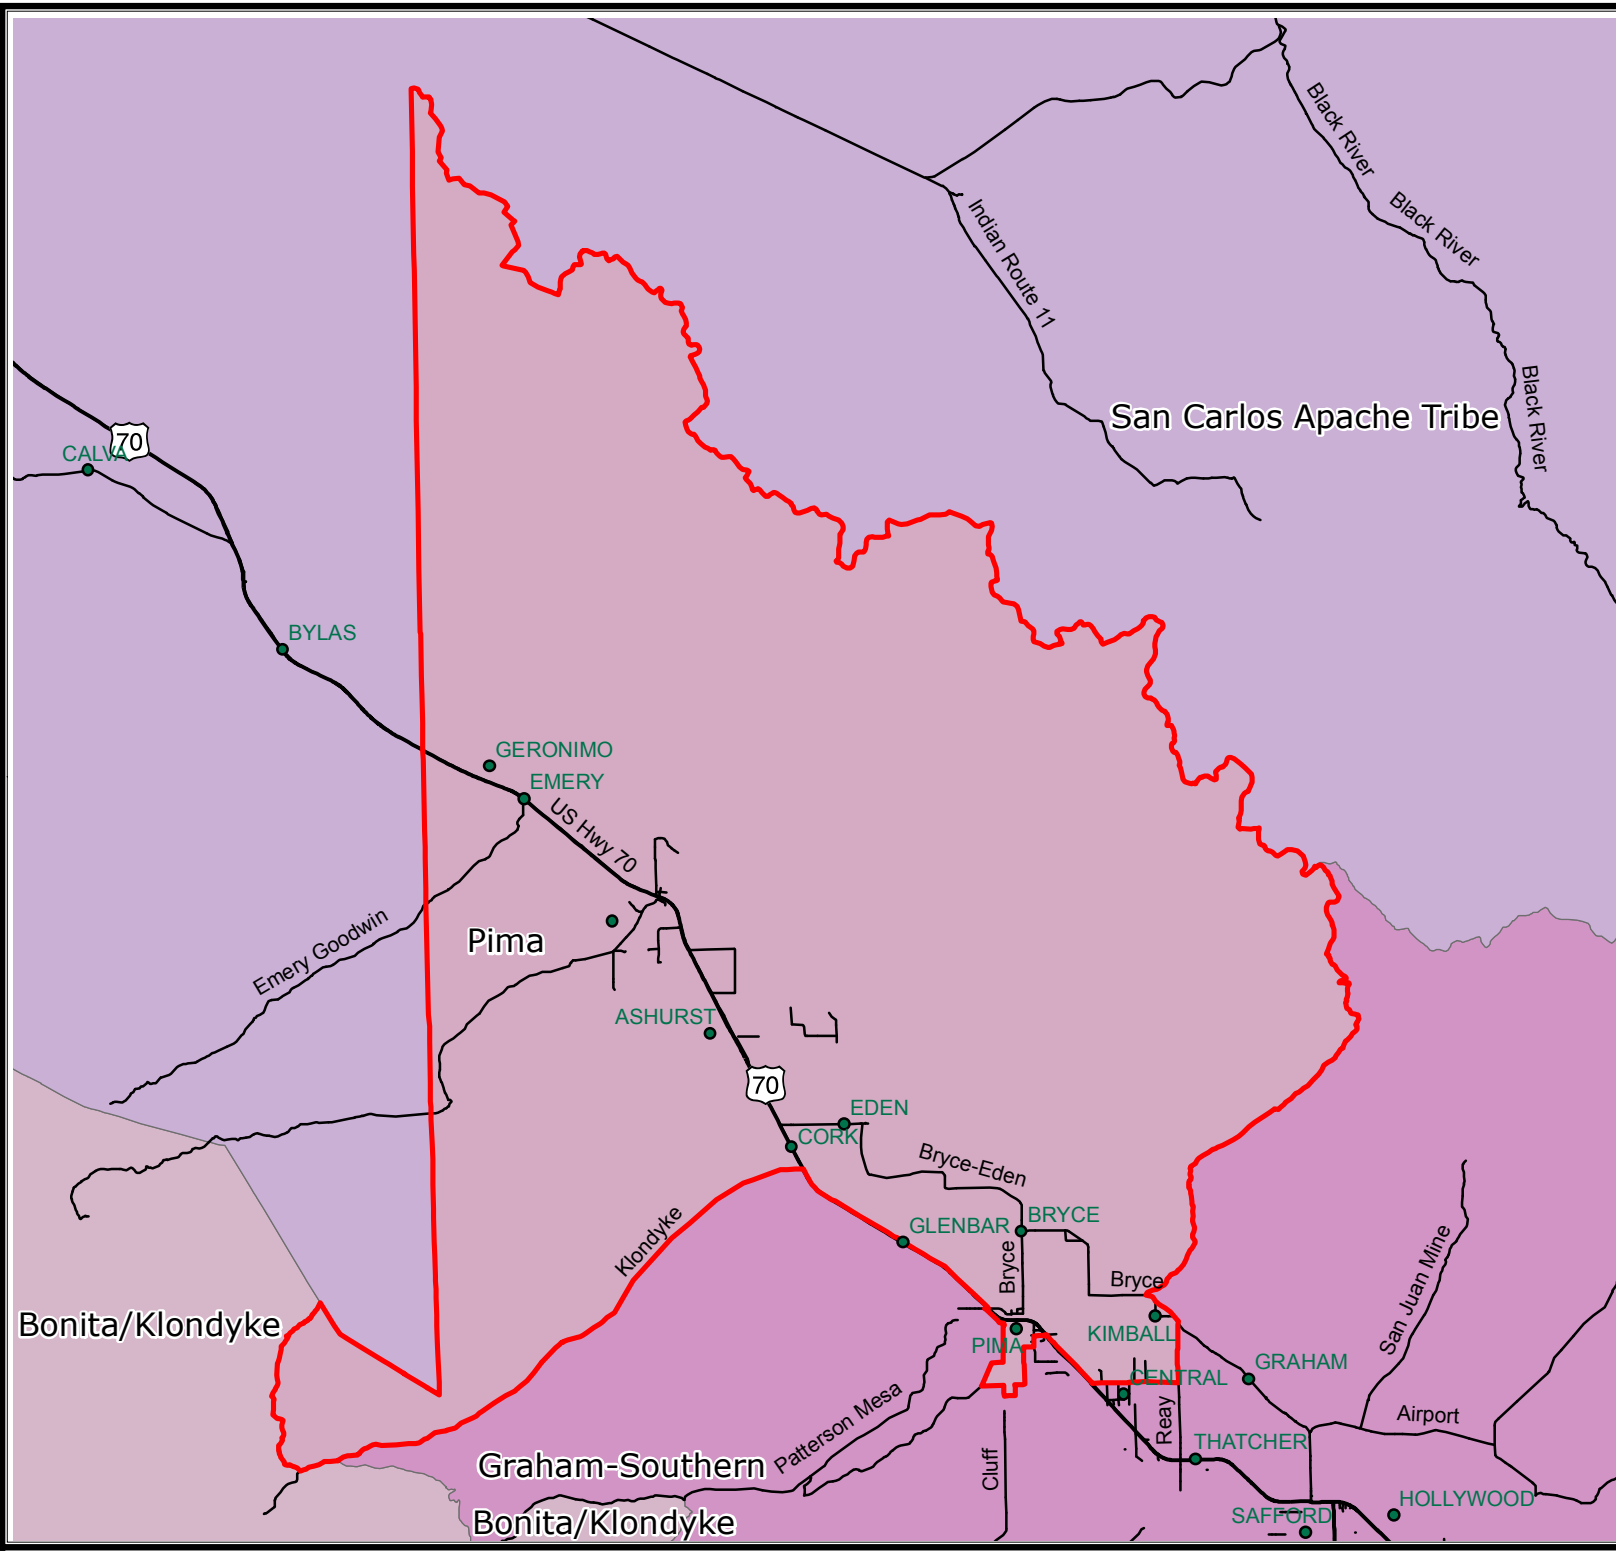 Black River
Black River
Indian Route 11
Black River
San Carlos Apache Tribe
70
CALVA
BYLAS
GERONIMO
EMERY
US Hwy 70
Emery Goodwin
Pima
ASHURST
70
EDEN
CORK
Bryce-Eden
Klondyke
GLENBAR
BRYCE
Bryce
Bryce
San Juan Mine
Bonita/Klondyke
PIMA
KIMBALL
GRAHAM
CENTRAL
Patterson Mesa
Reay
Airport
THATCHER
Cluff
Graham-Southern
HOLLYWOOD
SAFFORD
Bonita/Klondyke